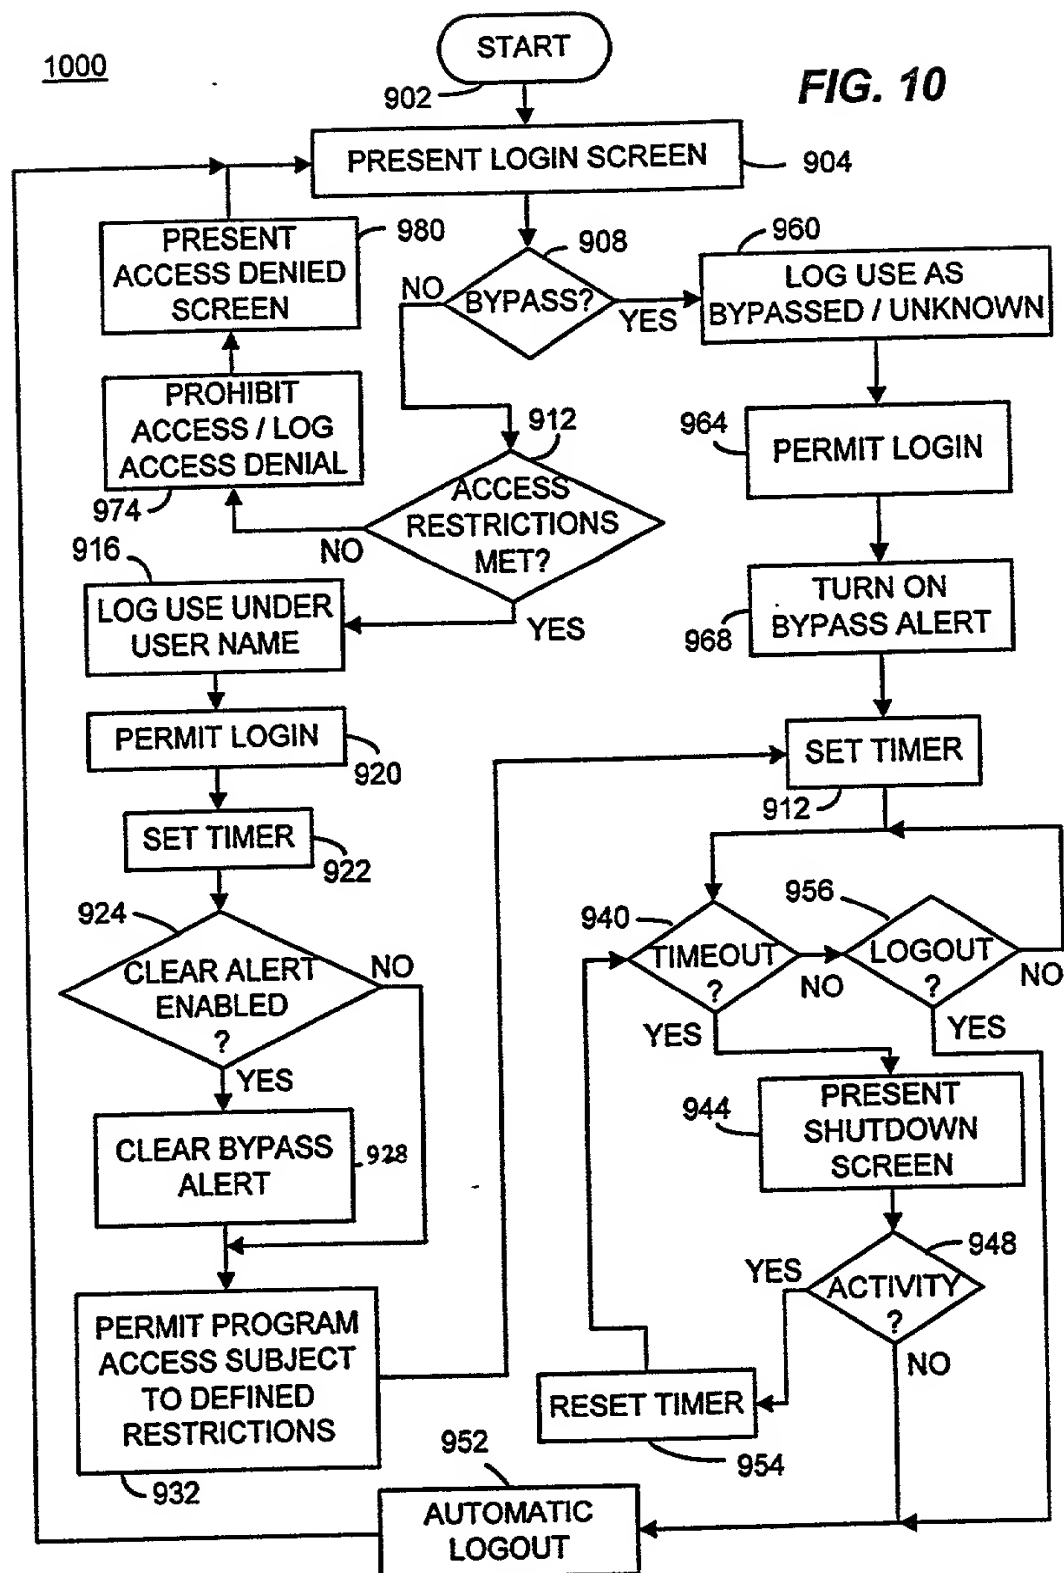 1000
START
FIG. 10
902
PRESENT LOGIN SCREEN
904
PRESENT
ACCESS DENIED
SCREEN
980
908
NO
BYPASS?
YES
960
LOG USE AS
BYPASSED / UNKNOWN
PROHIBIT
ACCESS / LOG
ACCESS DENIAL
974
912
ACCESS
RESTRICTIONS
MET?
NO
YES
964
PERMIT LOGIN
916
LOG USE UNDER
USER NAME
TURN ON
BYPASS ALERT
968
PERMIT LOGIN
920
SET TIMER
912
SET TIMER
922
924
CLEAR ALERT
ENABLED
?
NO
YES
940
TIMEOUT
?
NO
YES
956
LOGOUT
?
NO
YES
944
PRESENT
SHUTDOWN
SCREEN
CLEAR BYPASS
ALERT
928
948
YES
ACTIVITY
?
NO
PERMIT PROGRAM
ACCESS SUBJECT
TO DEFINED
RESTRICTIONS
932
RESET TIMER
954
952
AUTOMATIC
LOGOUT